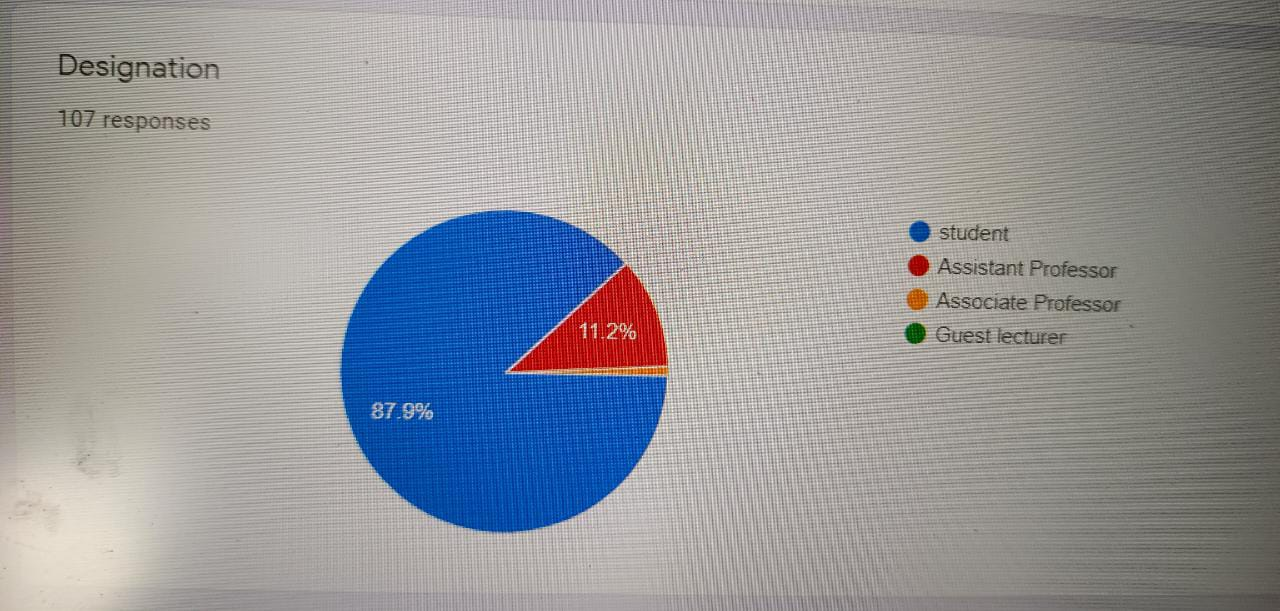 Designation
107 responses
student
Assistant Professor
Associate Professor
Guest lecturer
11.2%
87.9%